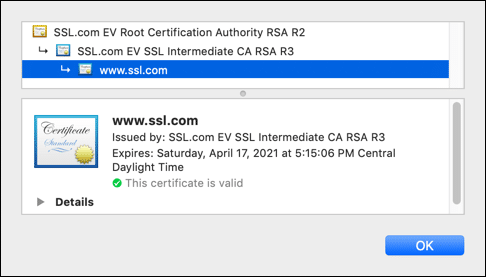 SSL.com EV Root Certification Authority RSA R2
SSL.com EV SSL Intermediate CA RSA R3
www.ssl.com
Certificate
Standard
www.ssl.com
Issued by: SSL.com EV SSL Intermediate CA RSA R3
Expires: Saturday, April 17, 2021 at 5:15:06 PM Central
Daylight Time
This certificate is valid
Details
OK